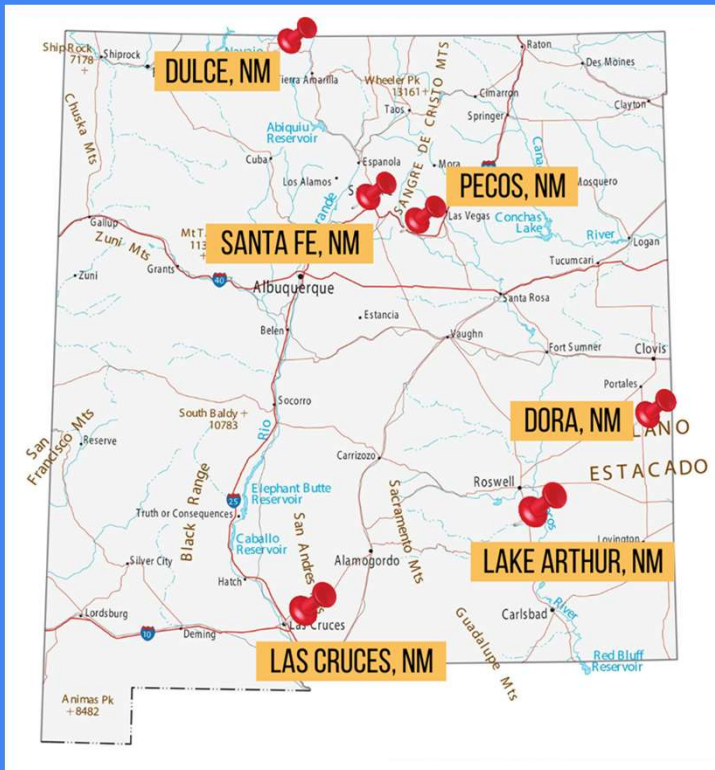 Ship Rock
7178
Shiprock
Navajo
DULCE, NM
Tierra Amarilla
Wheeler Pk
13161
Raton
Des Moines
Taos
Cimarron
Springer
Clayton
Chuska Mts
Abiquiu
Reservoir
SANGRE DE CRISTO MTS
Cuba
Espanola
Mora
Los Alamos
PECOS, NM
Mosquero
Las Vegas
Conchas
Lake
River
Logan
Gallup
Zuni Mts
SANTA FE, NM
Tucumcari
Zuni
Grants
40
Albuquerque
Santa Rosa
Estancia
Belen
Vaughn
Fort Sumner
Clovis
Portales
Socorro
South Baldy
10783
Rio
DORA, NM
ESTACADO
San
Francisco Mts
Reserve
Carrizozo
Roswell
Black Range
25
Elephant Butte
Reservoir
Truth or Consequences
San Andres
Sacramento Mts
Caballo
Reservoir
Lovington
LAKE ARTHUR, NM
Silver City
Alamogordo
Hatch
Lordsburg
Las Cruces
Carlsbad
River
10
Deming
Guadalupe Mts
LAS CRUCES, NM
Red Bluff
Reservoir
Animas Pk
8482